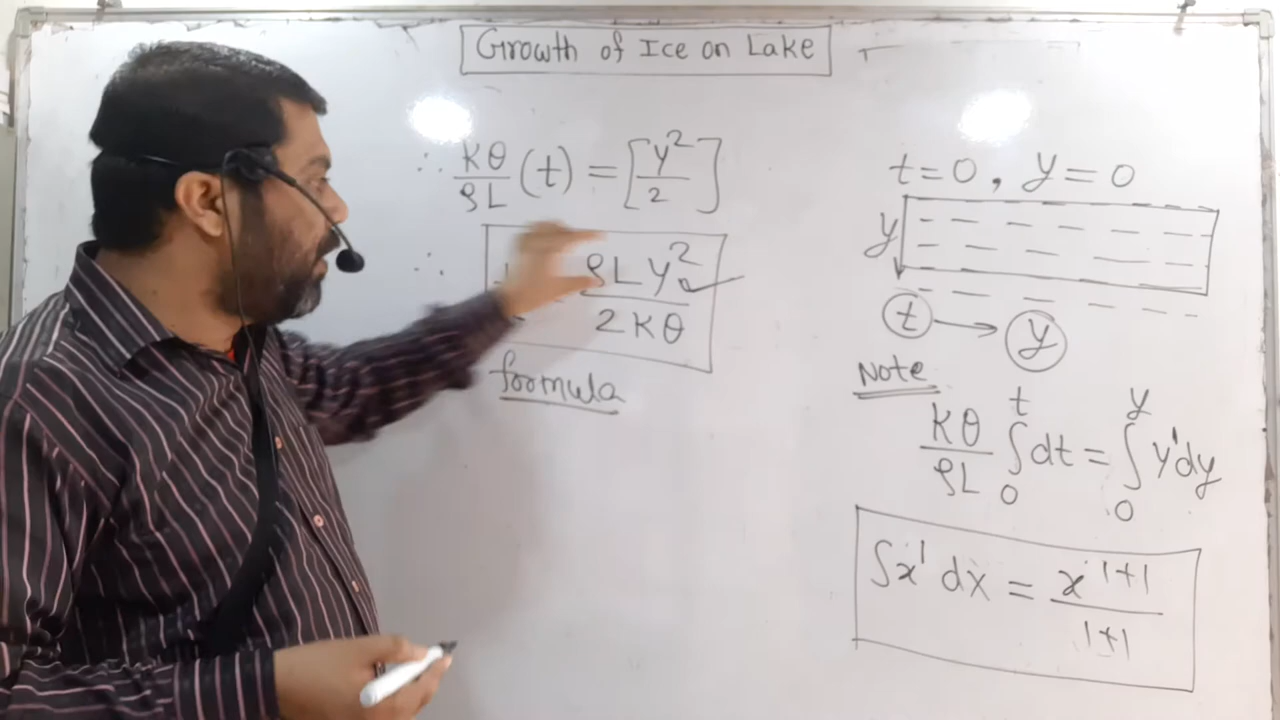 Growth of Ice on Lake
∴ Kθ/ρL (t) = [y²/2]
∴ ρLy²/2Kθ
formula
t=0, y=0
y
t → y
Note
Kθ/ρL ∫₀ᵗ dt = ∫₀ʸ y¹dy
∫x¹ dx = x¹⁺¹/1+1